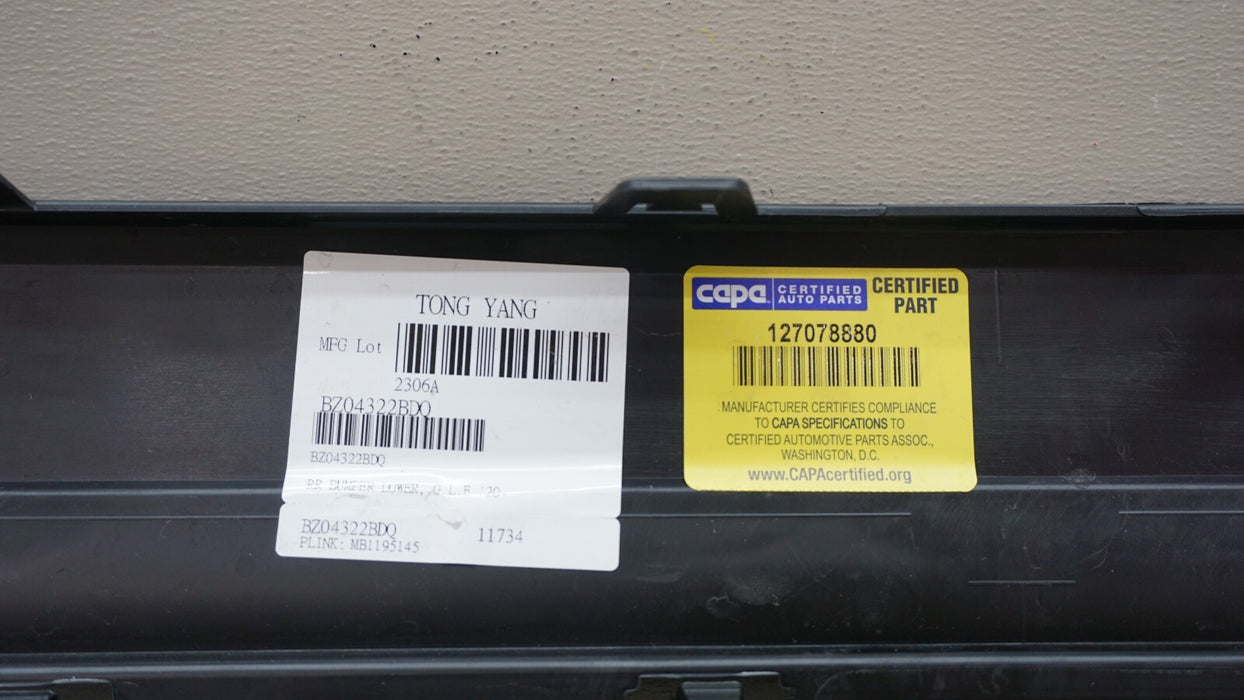 TONG YANG
MFG Lot
2306A
BZ04322BDQ
BZ04322BDQ
RR BUMPER LOWER, G.L.E '20
BZ04322BDQ
11734
PLINK: MB1195145
capa CERTIFIED AUTO PARTS
CERTIFIED PART
127078880
MANUFACTURER CERTIFIES COMPLIANCE
TO CAPA SPECIFICATIONS TO
CERTIFIED AUTOMOTIVE PARTS ASSOC.,
WASHINGTON, D.C.
www.CAPAcertified.org